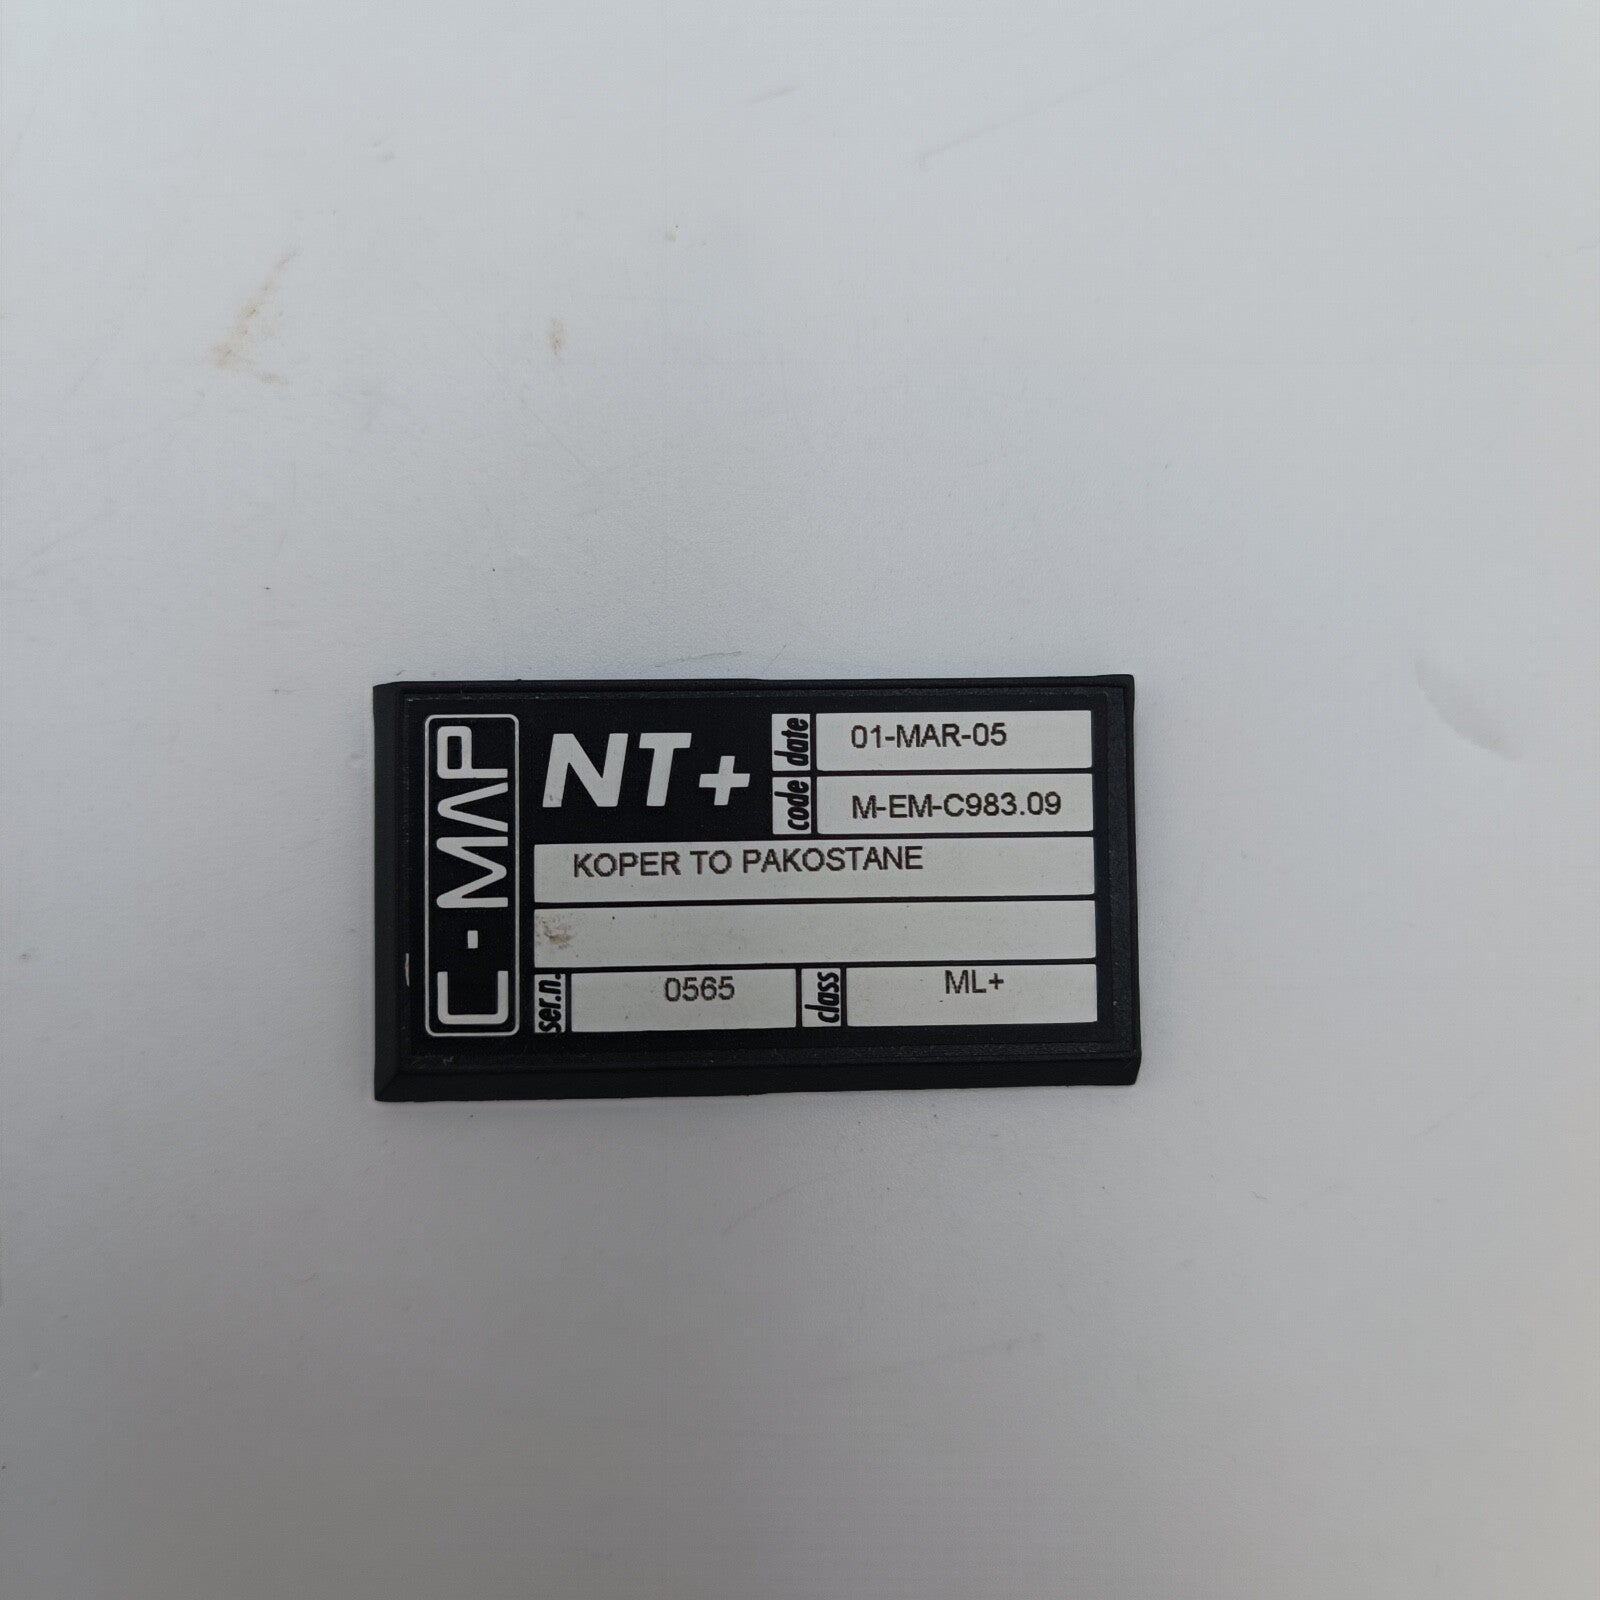 C-MAP
NT+
date 01-MAR-05
code M-EM-C983.09
KOPER TO PAKOSTANE
ser.n. 0565 class ML+